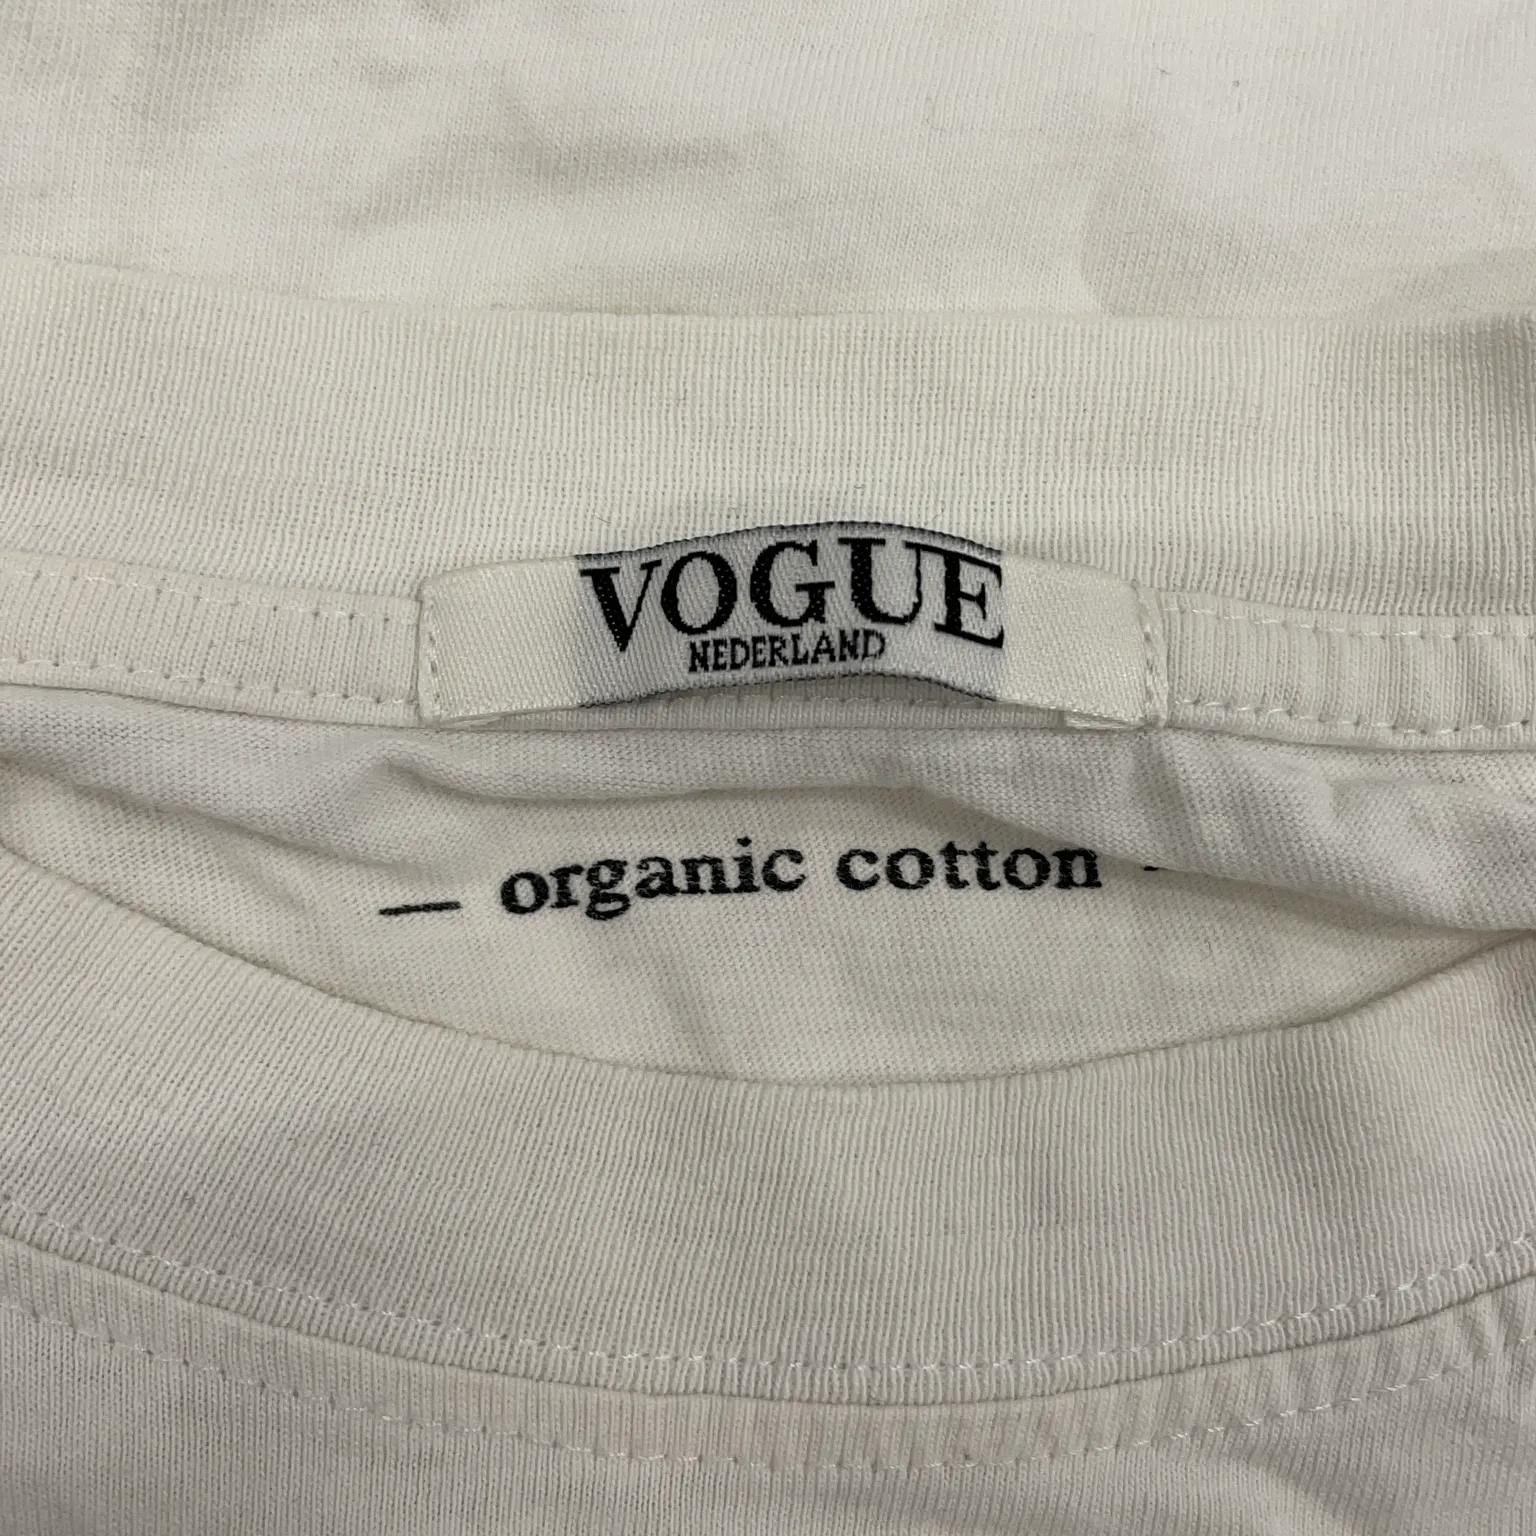 VOGUE
NEDERLAND
— organic cotton -